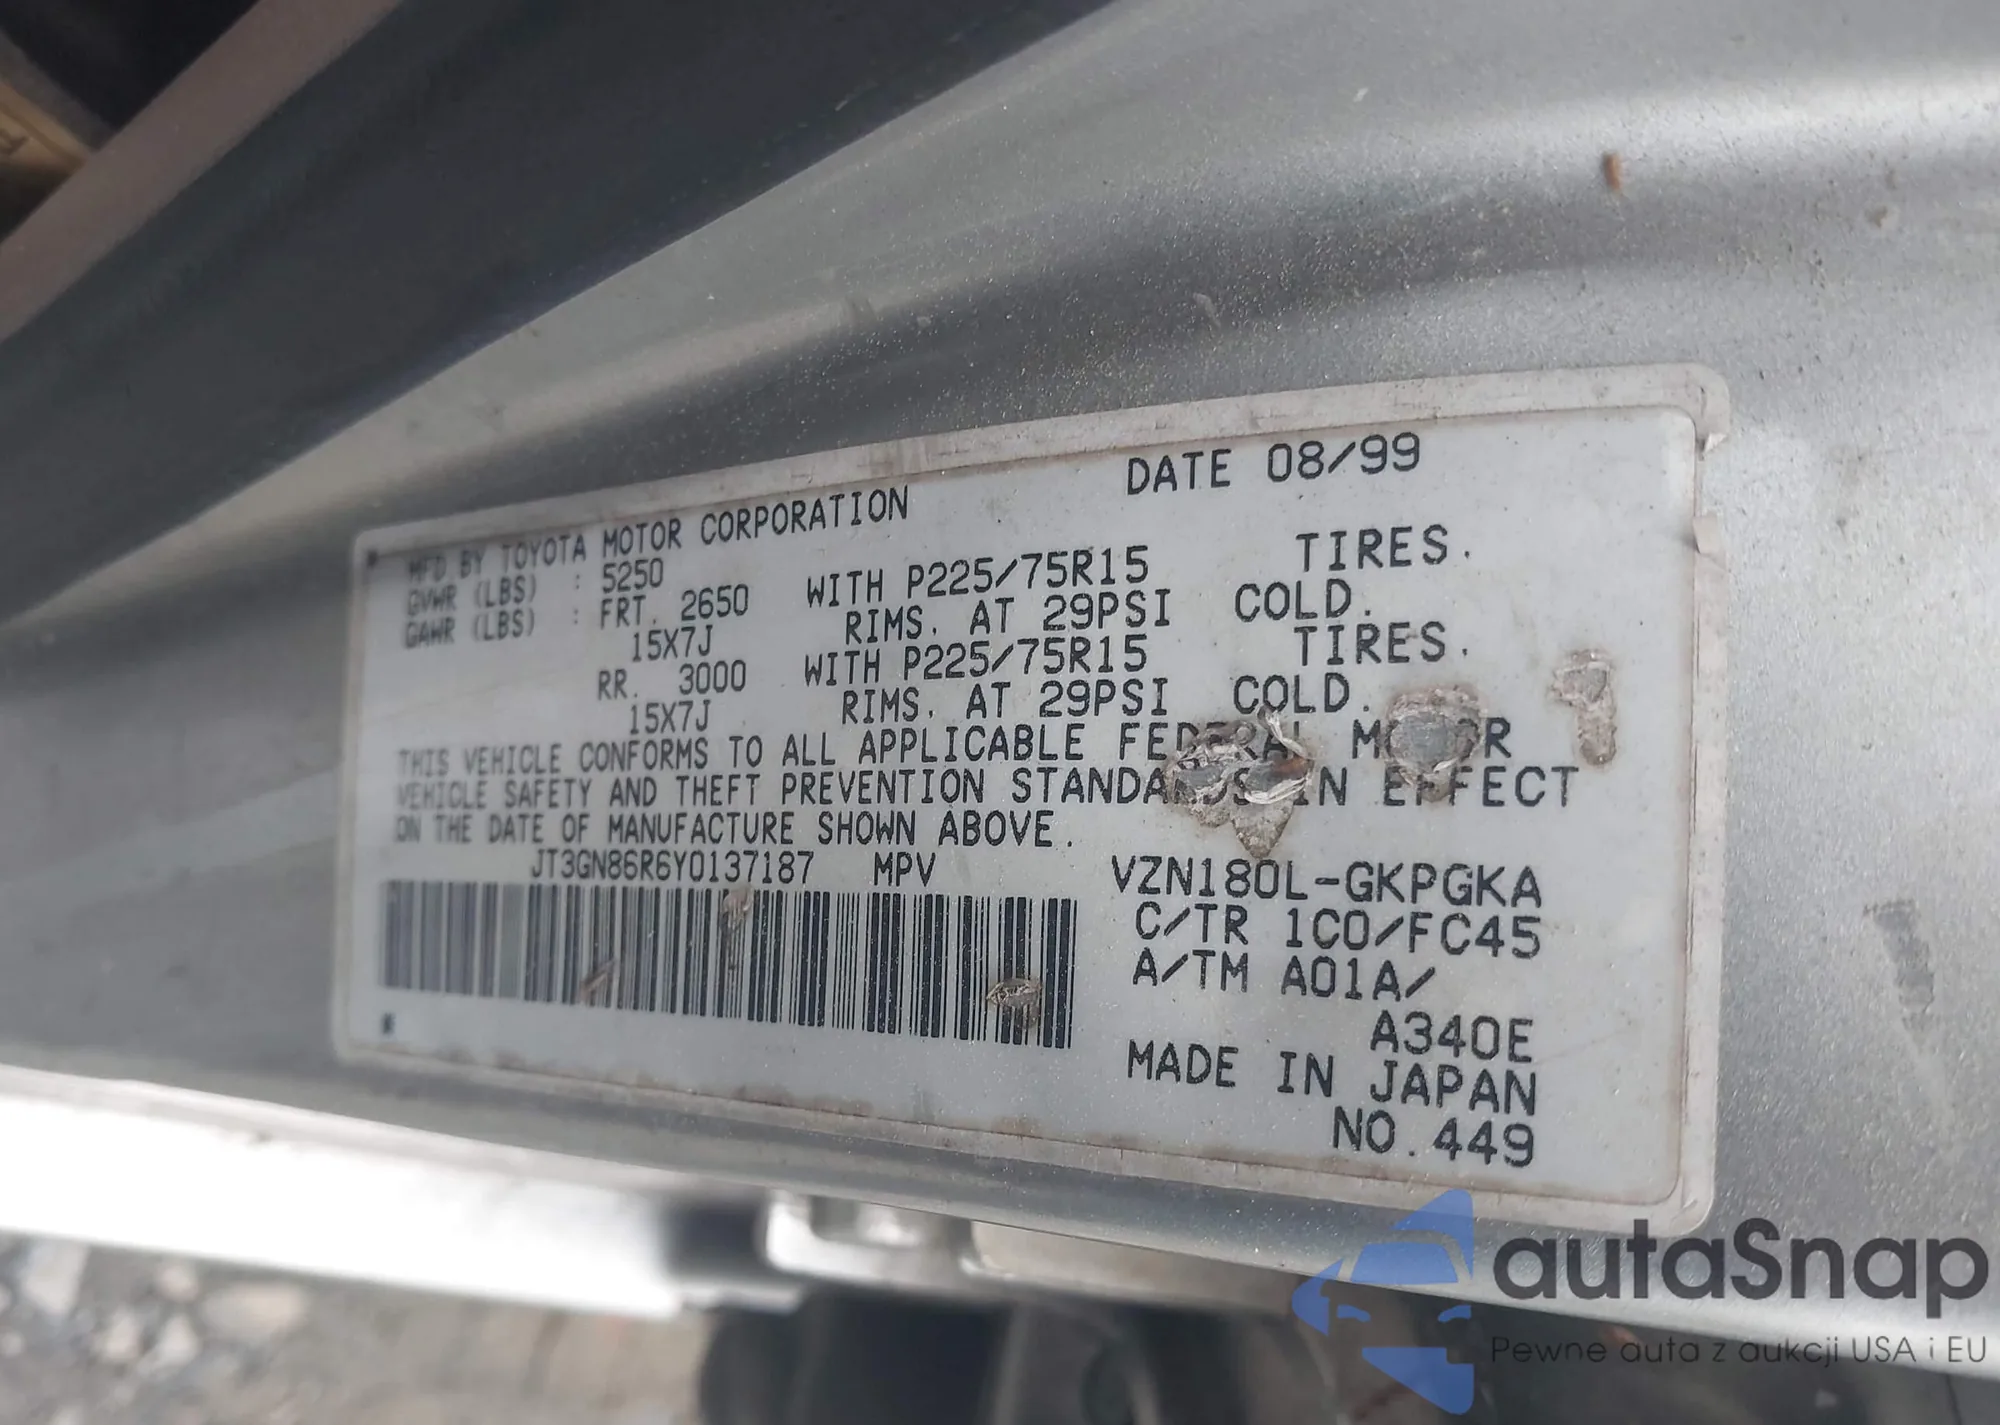 DATE 08/99
MFD BY TOYOTA MOTOR CORPORATION
GVWR (LBS) : 5250
GAWR (LBS) : FRT. 2650 WITH P225/75R15 TIRES.
15X7J RIMS. AT 29PSI COLD.
RR. 3000 WITH P225/75R15 TIRES.
15X7J RIMS. AT 29PSI COLD.
THIS VEHICLE CONFORMS TO ALL APPLICABLE FEDERAL MOTOR
VEHICLE SAFETY AND THEFT PREVENTION STANDARDS IN EFFECT
ON THE DATE OF MANUFACTURE SHOWN ABOVE.
JT3GN86R6Y0137187 MPV VZN180L-GKPGKA
C/TR 1C0/FC45
A/TM A01A/
A340E
MADE IN JAPAN
NO.449
autaSnap
Pewne auta z aukcji USA i EU